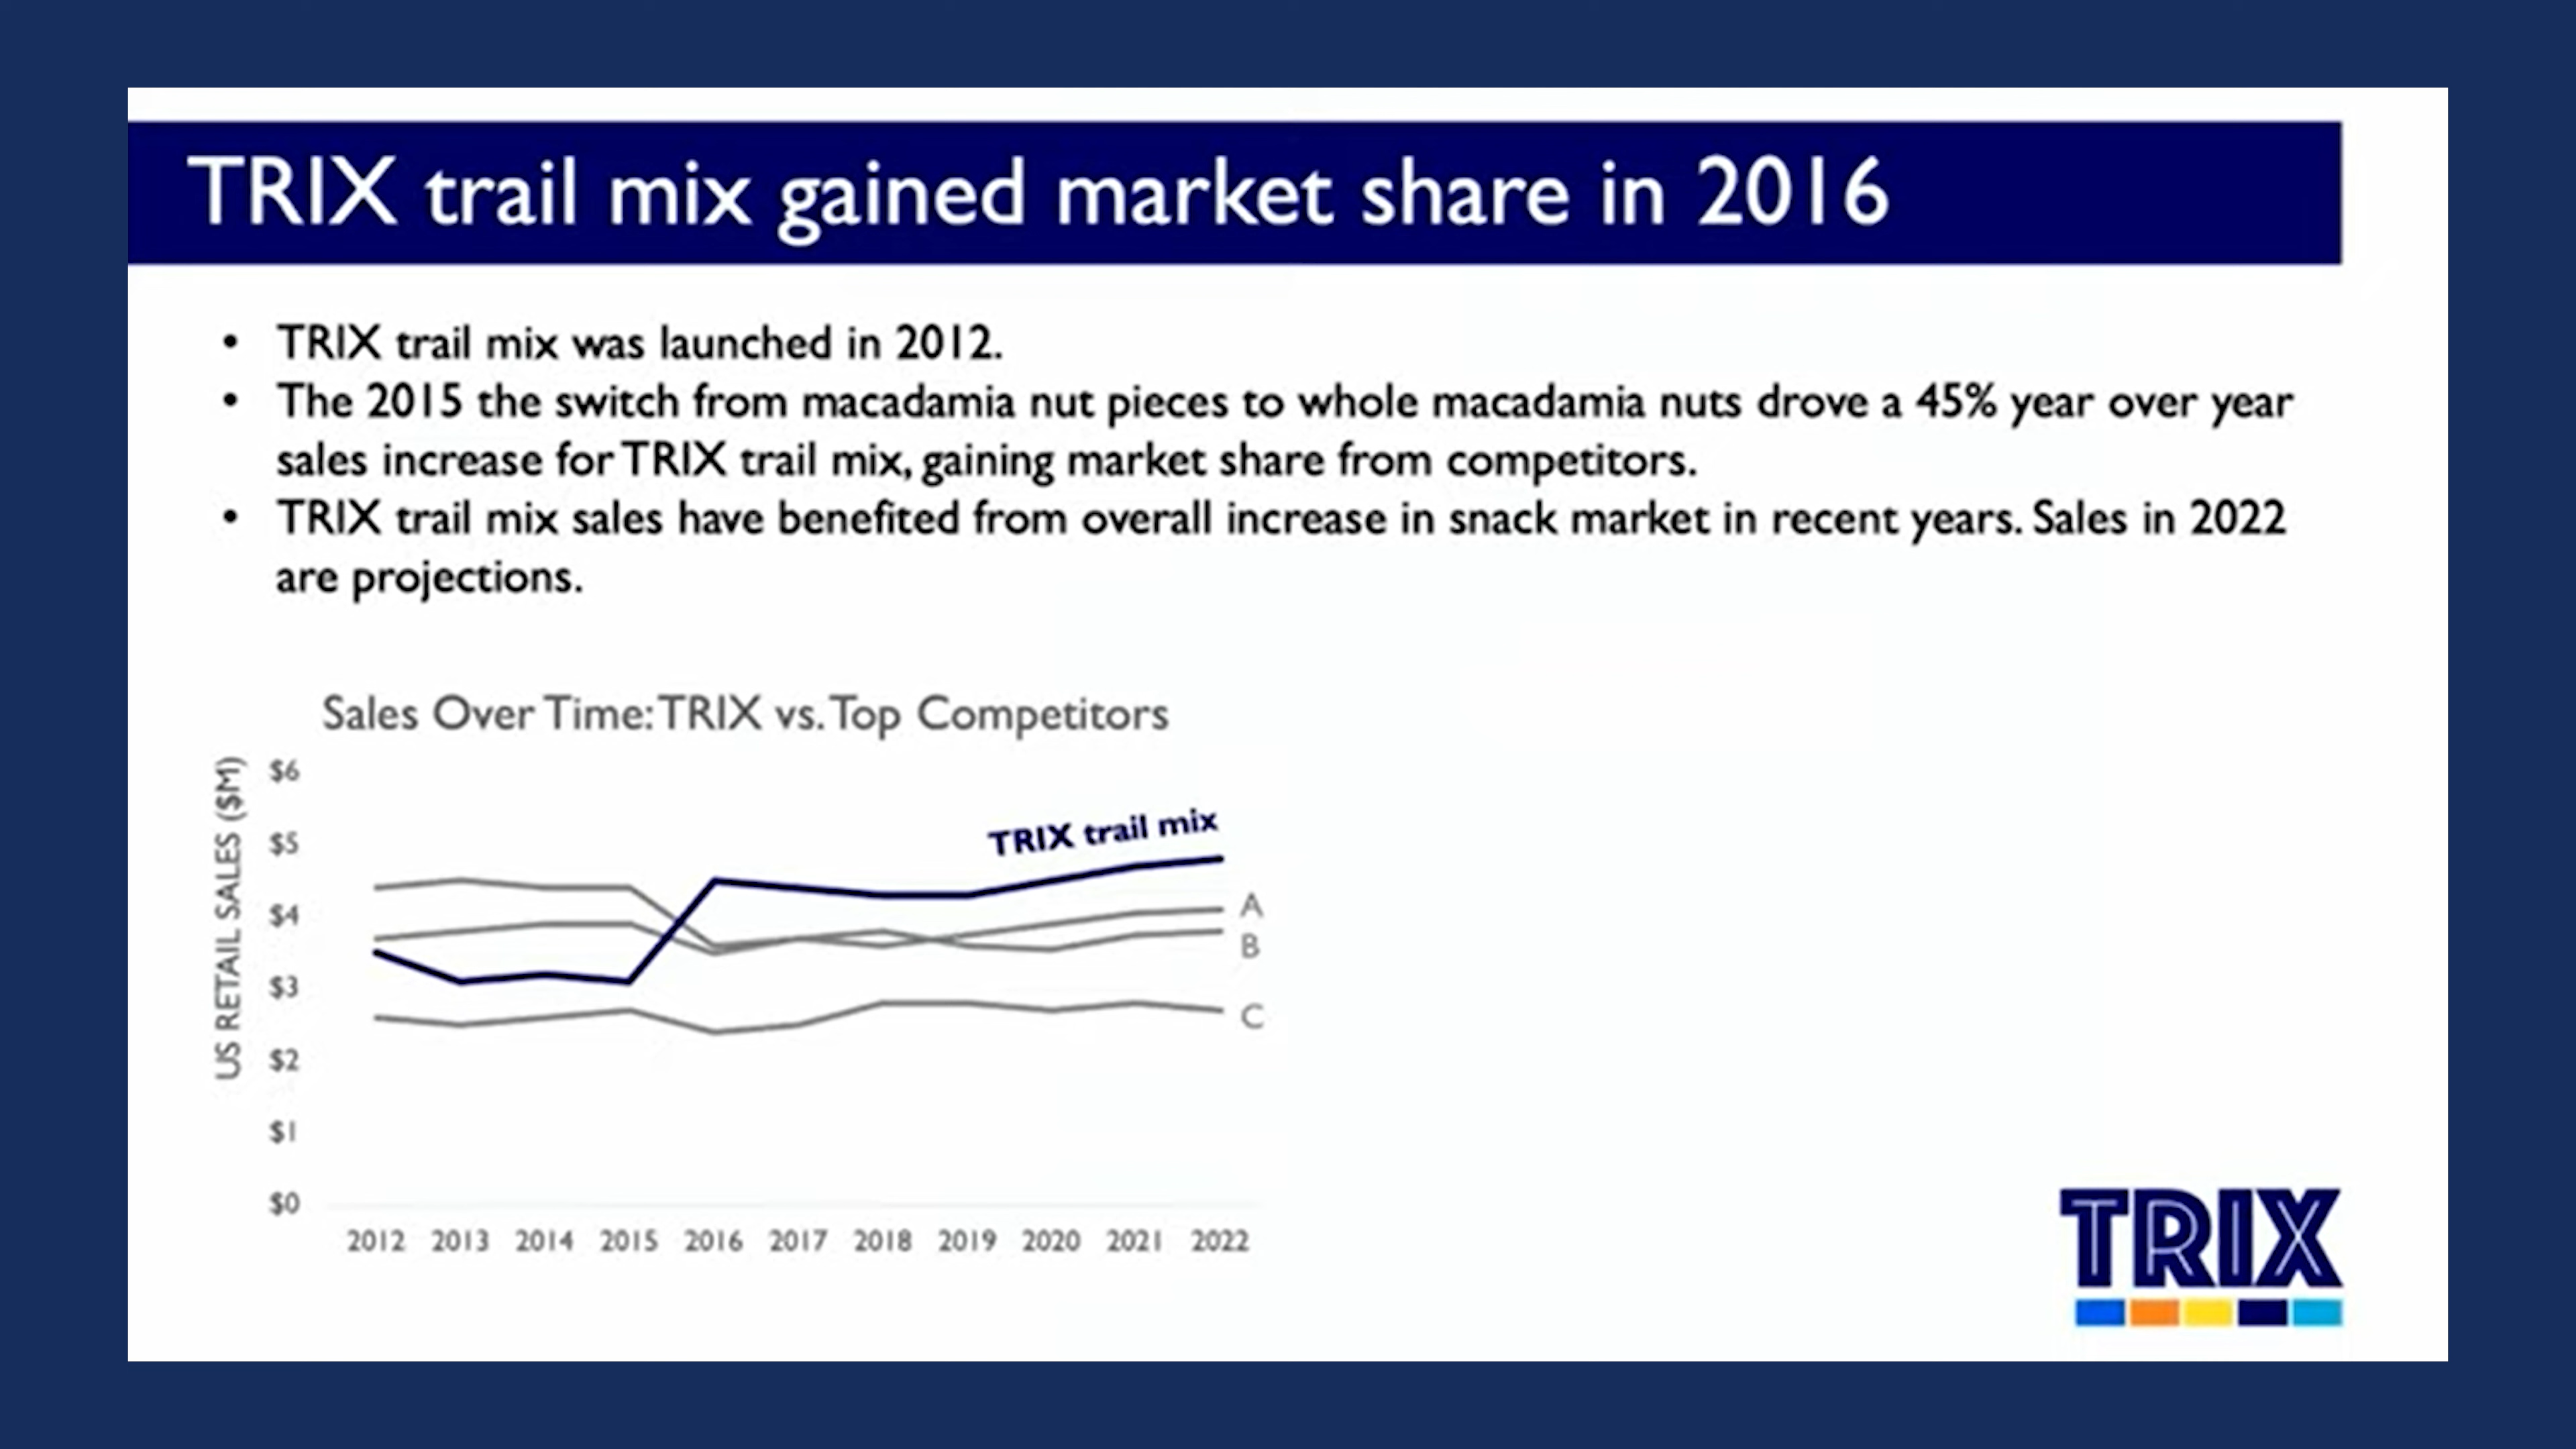 TRIX trail mix gained market share in 2016
• TRIX trail mix was launched in 2012.
• The 2015 the switch from macadamia nut pieces to whole macadamia nuts drove a 45% year over year
sales increase for TRIX trail mix, gaining market share from competitors.
• TRIX trail mix sales have benefited from overall increase in snack market in recent years. Sales in 2022
are projections.
Sales Over Time: TRIX vs. Top Competitors
US RETAIL SALES ($M)
$6
$5
$4
$3
$2
$1
$0
TRIX trail mix
A
B
C
2012 2013 2014 2015 2016 2017 2018 2019 2020 2021 2022
TRIX